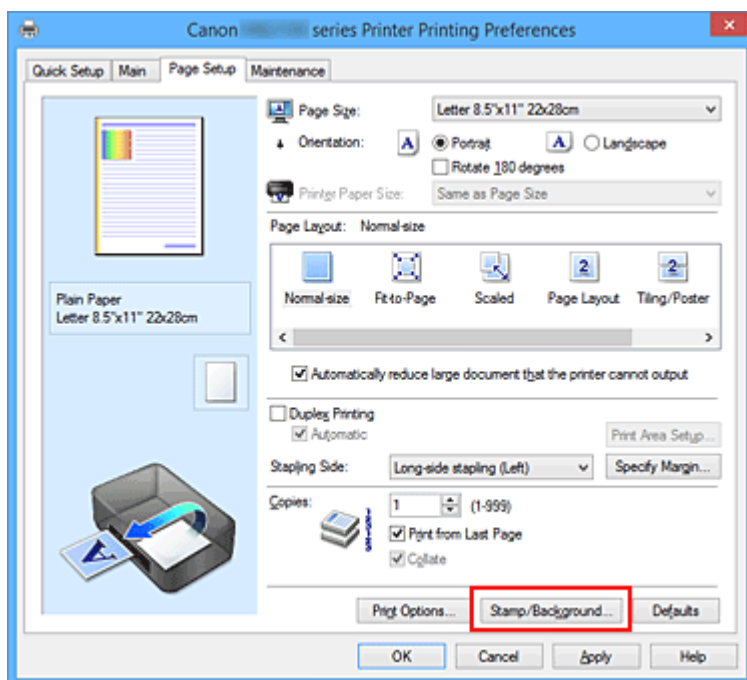 Canon series Printer Printing Preferences
Quick Setup Main Page Setup Maintenance
Page Size: Letter 8.5"x11" 22x28cm
Orientation: A Portrait A Landscape
Rotate 180 degrees
Printer Paper Size: Same as Page Size
Page Layout: Normal-size
2 2
Normal-size Fit-to-Page Scaled Page Layout Tiling/Poster
Plain Paper
Letter 8.5"x11" 22x28cm
Automatically reduce large document that the printer cannot output
Duplex Printing
Automatic
Print Area Setup...
Stapling Side: Long-side stapling (Left) Specify Margin...
Copies: 1 (1-999)
Print from Last Page
Collate
A
Print Options... Stamp/Background... Defaults
OK Cancel Apply Help